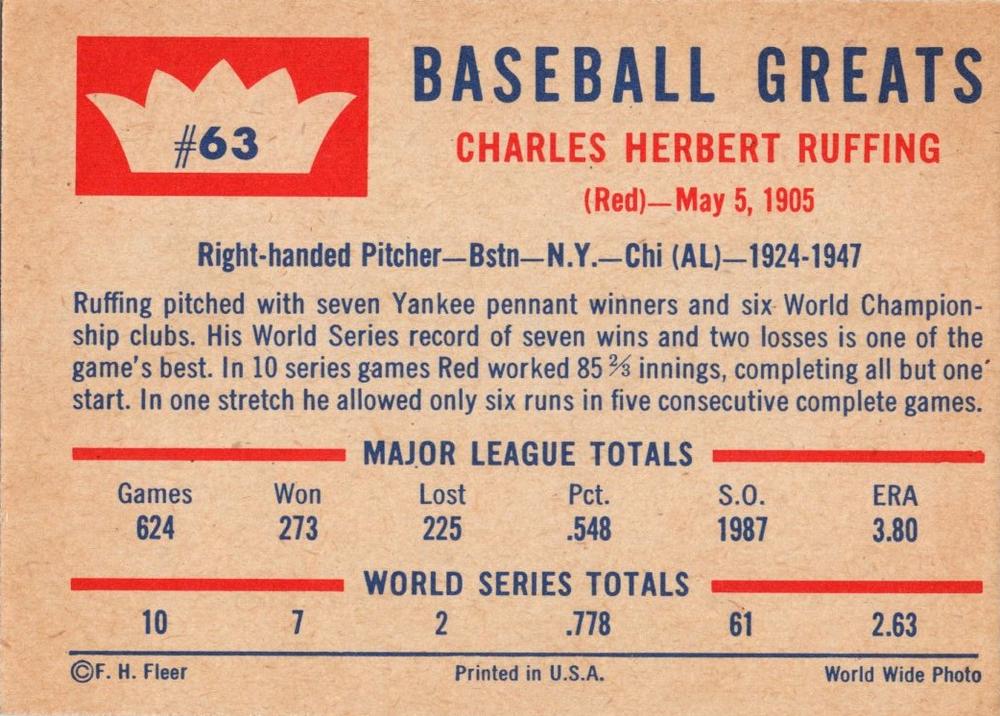 #63
BASEBALL GREATS
CHARLES HERBERT RUFFING
(Red)—May 5, 1905
Right-handed Pitcher—Bstn—N.Y.—Chi (AL)—1924-1947
Ruffing pitched with seven Yankee pennant winners and six World Champion-
ship clubs. His World Series record of seven wins and two losses is one of the
game's best. In 10 series games Red worked 85 ⅔ innings, completing all but one
start. In one stretch he allowed only six runs in five consecutive complete games.
MAJOR LEAGUE TOTALS
Games Won Lost Pct. S.O. ERA
624 273 225 .548 1987 3.80
WORLD SERIES TOTALS
10 7 2 .778 61 2.63
©F. H. Fleer Printed in U.S.A. World Wide Photo